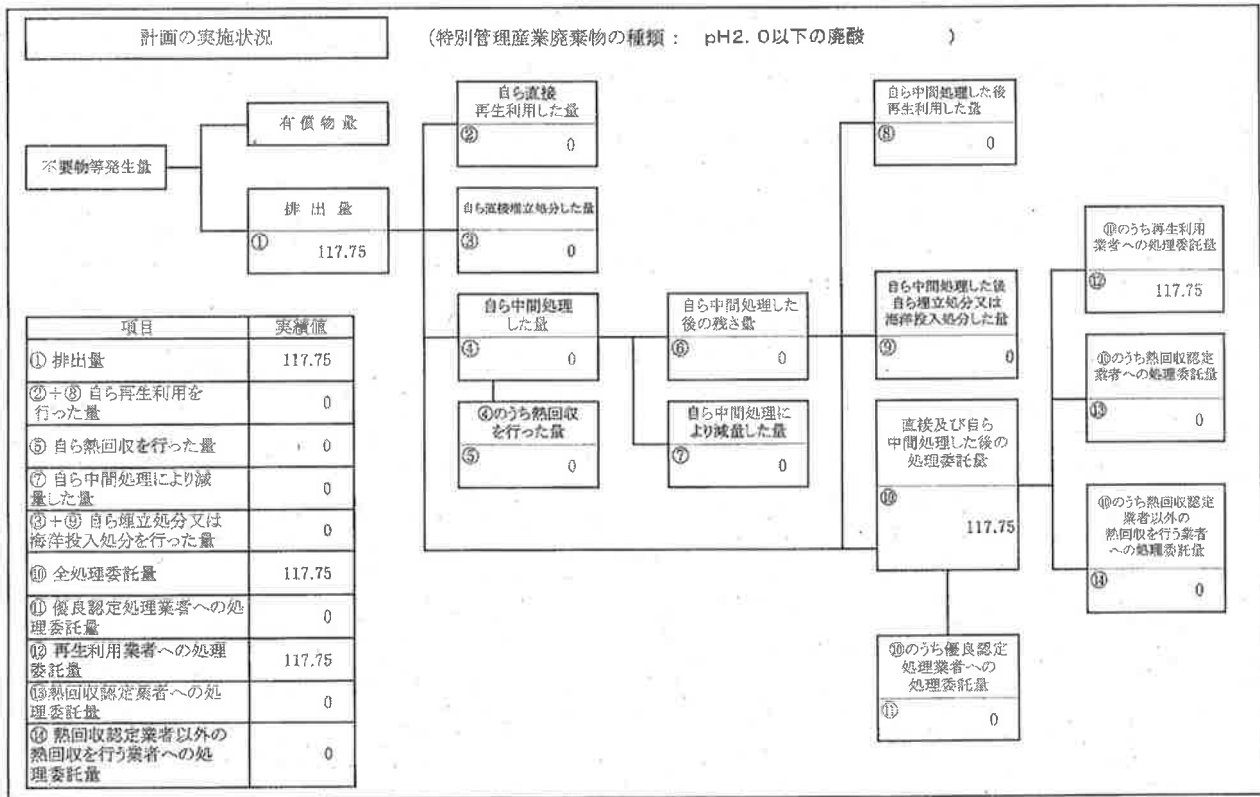 計画の実施状況
(特別管理産業廃棄物の種類： pH2.0以下の廃酸 )
不要物等発生量
有償物量
排出量
①
117.75
自ら直接
再生利用した量
②
0
自ら直接埋立処分した量
③
0
自ら中間処理
した量
④
0
④のうち熱回収
を行った量
⑤
0
自ら中間処理した
後の残さ量
⑥
0
自ら中間処理に
より減量した量
⑦
0
自ら中間処理した後
再生利用した量
⑧
0
自ら中間処理した後
自ら埋立処分又は
海洋投入処分した量
⑨
0
直接及び自ら
中間処理した後の
処理委託量
⑩
117.75
⑩のうち優良認定
処理業者への
処理委託量
⑪
0
⑩のうち再生利用
業者への処理委託量
⑫
117.75
⑩のうち熱回収認定
業者への処理委託量
⑬
0
⑩のうち熱回収認定
業者以外の
熱回収を行う業者
への処理委託量
⑭
0
項目 実績値
① 排出量 117.75
②+⑧ 自ら再生利用を
行った量 0
⑤ 自ら熱回収を行った量 0
⑦ 自ら中間処理により減
量した量 0
③+⑨ 自ら埋立処分又は
海洋投入処分を行った量 0
⑩ 全処理委託量 117.75
⑪ 優良認定処理業者への処
理委託量 0
⑫ 再生利用業者への処理
委託量 117.75
⑬熱回収認定業者への処
理委託量 0
⑭ 熱回収認定業者以外の
熱回収を行う業者への処
理委託量 0